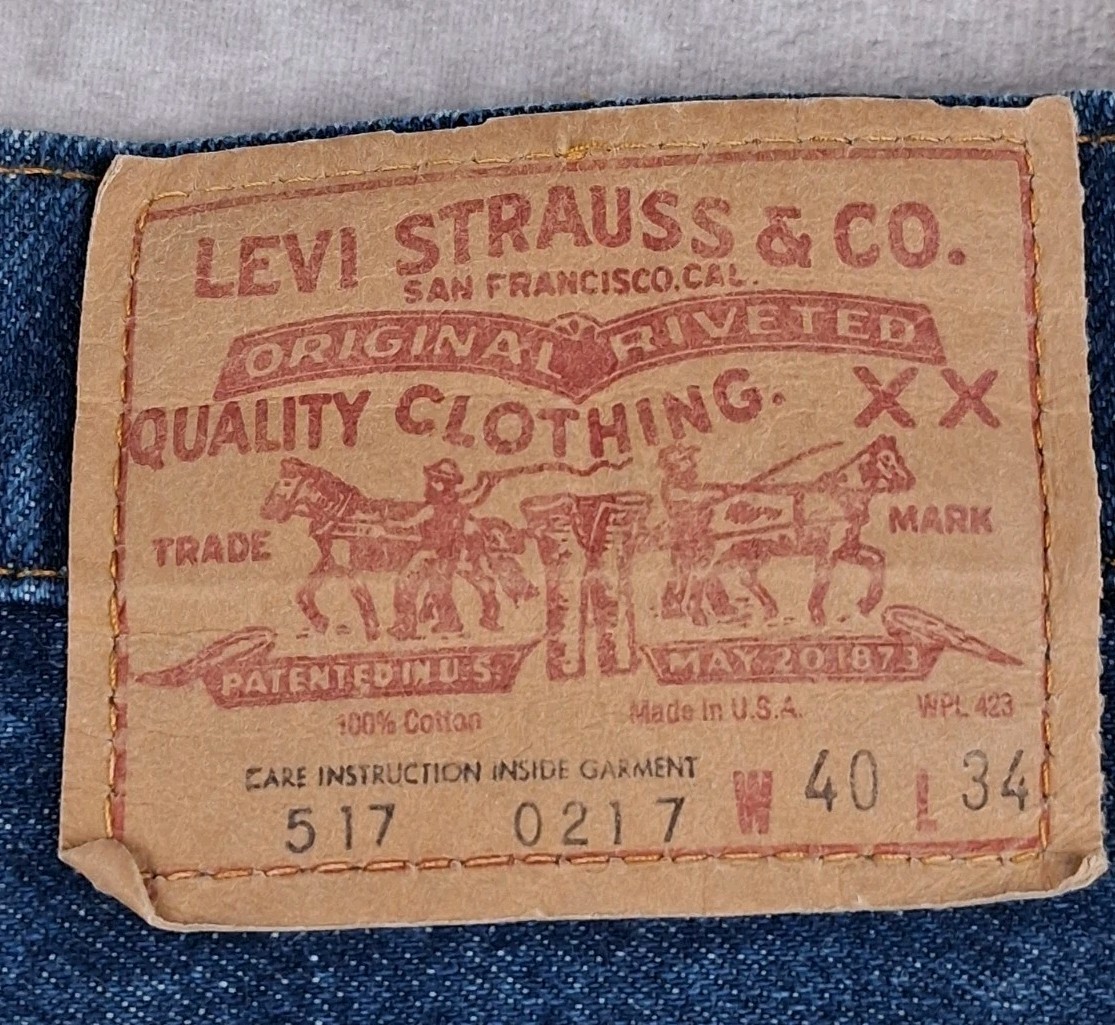 LEVI STRAUSS & CO.
SAN FRANCISCO.CAL.
ORIGINAL RIVETED
QUALITY CLOTHING. XX
TRADE MARK
PATENTED IN U.S. MAY 20 1873
100% Cotton Made in U.S.A. WPL 423
CARE INSTRUCTION INSIDE GARMENT
517 0217 W 40 L 34